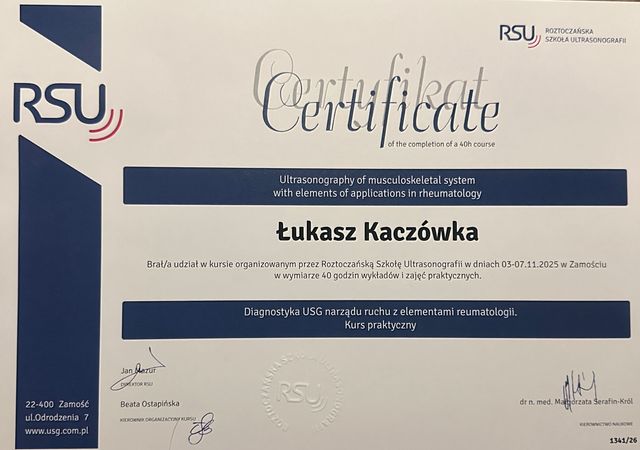 RSU
ROZTOCZAŃSKA
SZKOŁA ULTRASONOGRAFII
RSU
Certyfikat
Certificate
of the completion of a 40h course
Ultrasonography of musculoskeletal system
with elements of applications in rheumatology
Łukasz Kaczówka
Brał/a udział w kursie organizowanym przez Roztoczańską Szkołę Ultrasonografii w dniach 03-07.11.2025 w Zamościu
w wymiarze 40 godzin wykładów i zajęć praktycznych.
Diagnostyka USG narządu ruchu z elementami reumatologii.
Kurs praktyczny
Jan Mazur
DYREKTOR RSU
Beata Ostapińska
KIEROWNIK ORGANIZACYJNY KURSU
RSU
dr n. med. Małgorzata Serafin-Król
KIEROWNICTWO NAUKOWE
22-400 Zamość
ul.Odrodzenia 7
www.usg.com.pl
1341/26